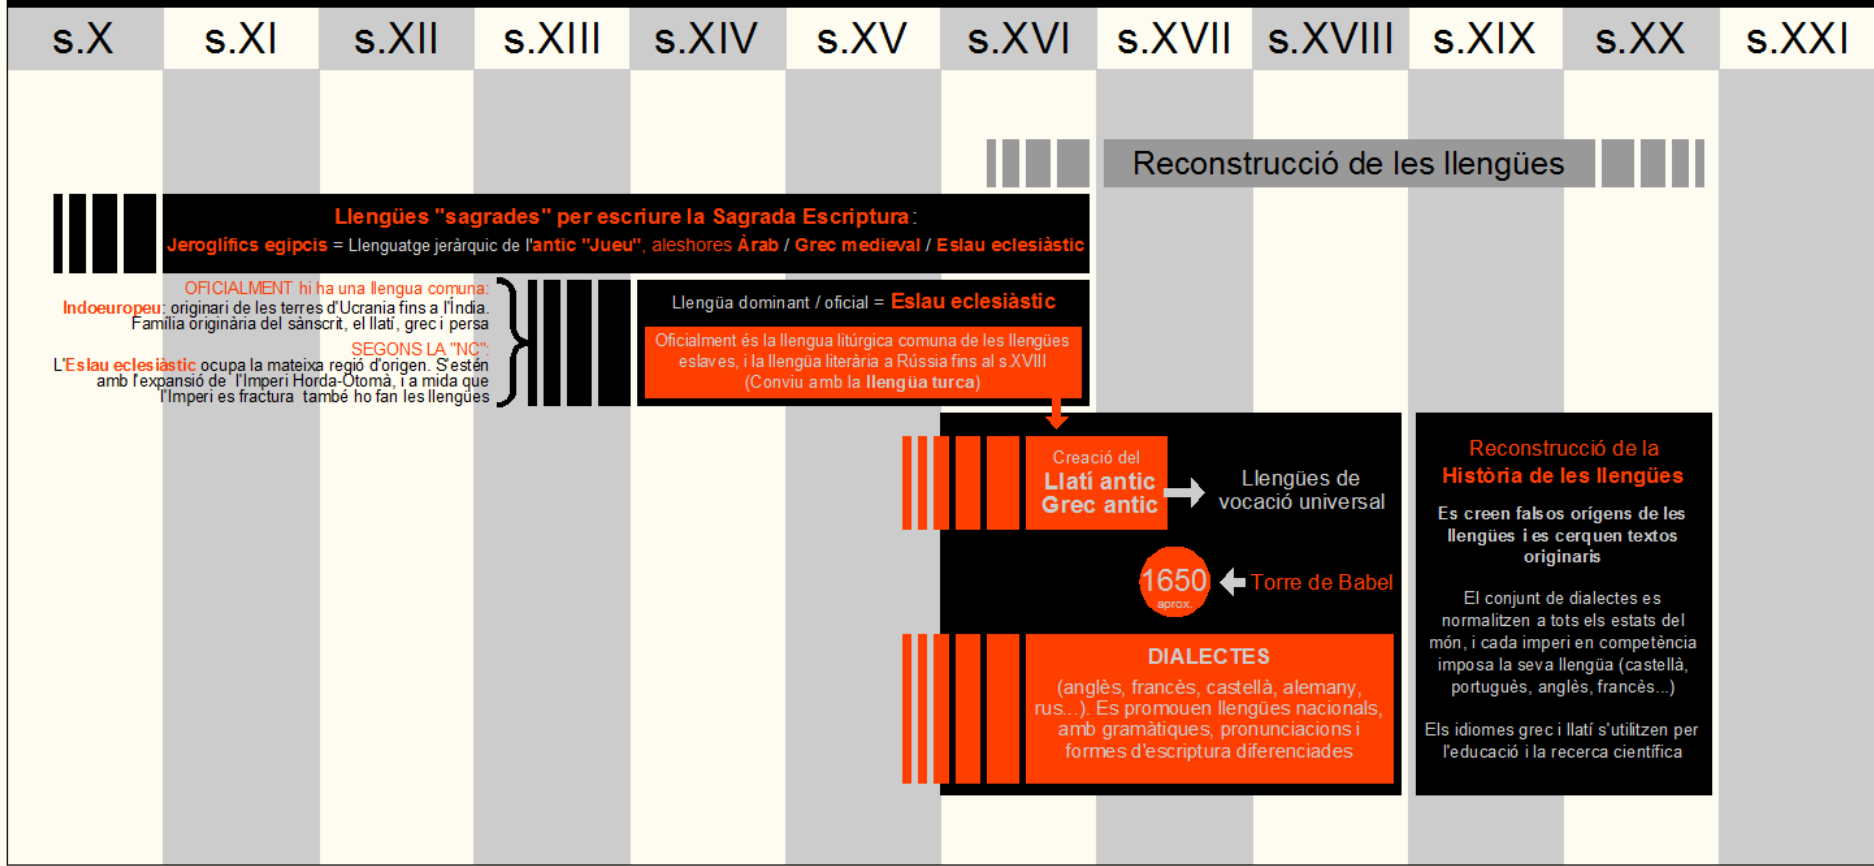 s.X s.XI s.XII s.XIII s.XIV s.XV s.XVI s.XVII s.XVIII s.XIX s.XX s.XXI
Reconstrucció de les llengües
Llengües "sagrades" per escriure la Sagrada Escriptura:
Jeroglífics egipcis = Llenguatge jeràrquic de l'antic "Jueu", aleshores Àrab / Grec medieval / Eslau eclesiàstic
OFICIALMENT hi ha una llengua comuna:
Indoeuropeu: originari de les terres d'Ucrania fins a l'Índia.
Família originària del sànscrit, el llatí, grec i persa
SEGONS LA "NC":
L'Eslau eclesiàstic ocupa la mateixa regió d'origen. S'estén
amb l'expansió de l'Imperi Horda-Otomà, i a mida que
l'Imperi es fractura també ho fan les llengües
Llengüa dominant / oficial = Eslau eclesiàstic
Oficialment és la llengua litúrgica comuna de les llengües
eslaves, i la llengüa literària a Rússia fins al s.XVIII
(Conviu amb la llengüa turca)
Creació del
Llatí antic
Grec antic
Llengües de
vocació universal
1650
aprox.
Torre de Babel
DIALECTES
(anglès, francès, castellà, alemany,
rus...). Es promouen llengües nacionals,
amb gramàtiques, pronunciacions i
formes d'escriptura diferenciades
Reconstrucció de la
Història de les llengües
Es creen falsos orígens de les
llengües i es cerquen textos
originaris
El conjunt de dialectes es
normalitzen a tots els estats del
món, i cada imperi en competència
imposa la seva llengüa (castellà,
portuguès, anglès, francès...)
Els idiomes grec i llatí s'utilitzen per
l'educació i la recerca científica